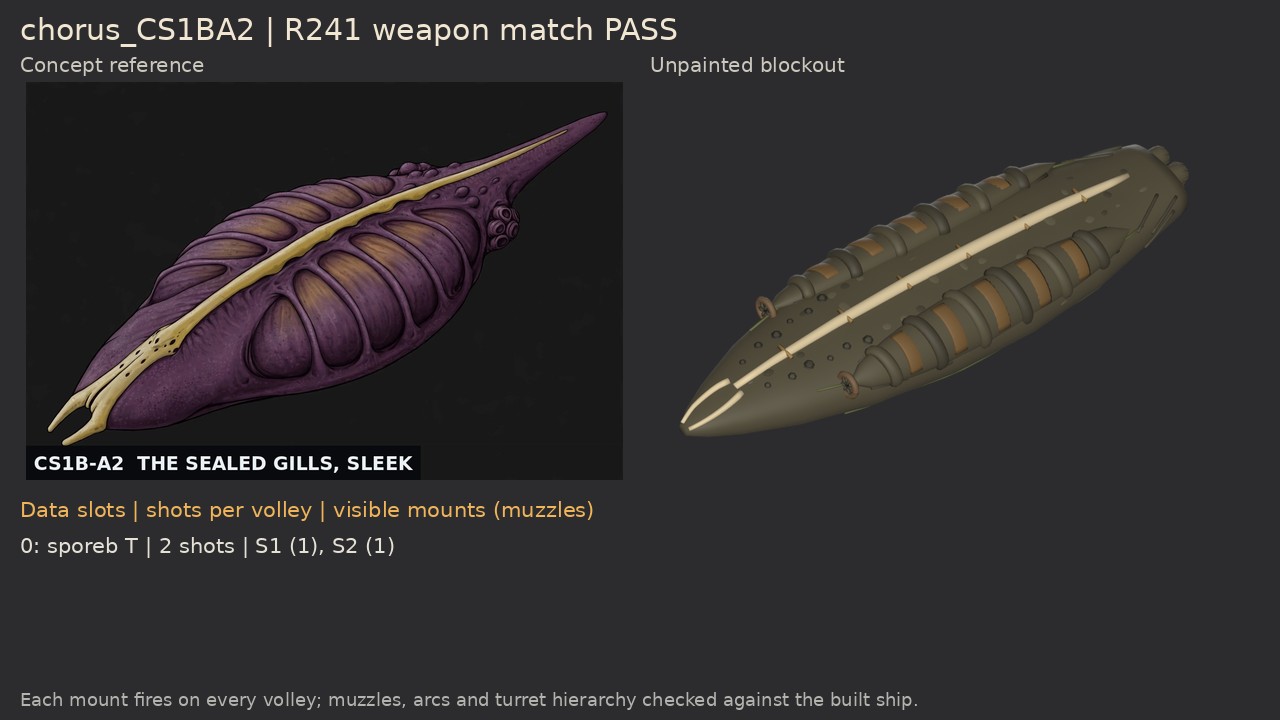 chorus_CS1BA2 | R241 weapon match PASS
Concept reference
Unpainted blockout
CS1B-A2 THE SEALED GILLS, SLEEK
Data slots | shots per volley | visible mounts (muzzles)
0: sporeb T | 2 shots | S1 (1), S2 (1)
Each mount fires on every volley; muzzles, arcs and turret hierarchy checked against the built ship.